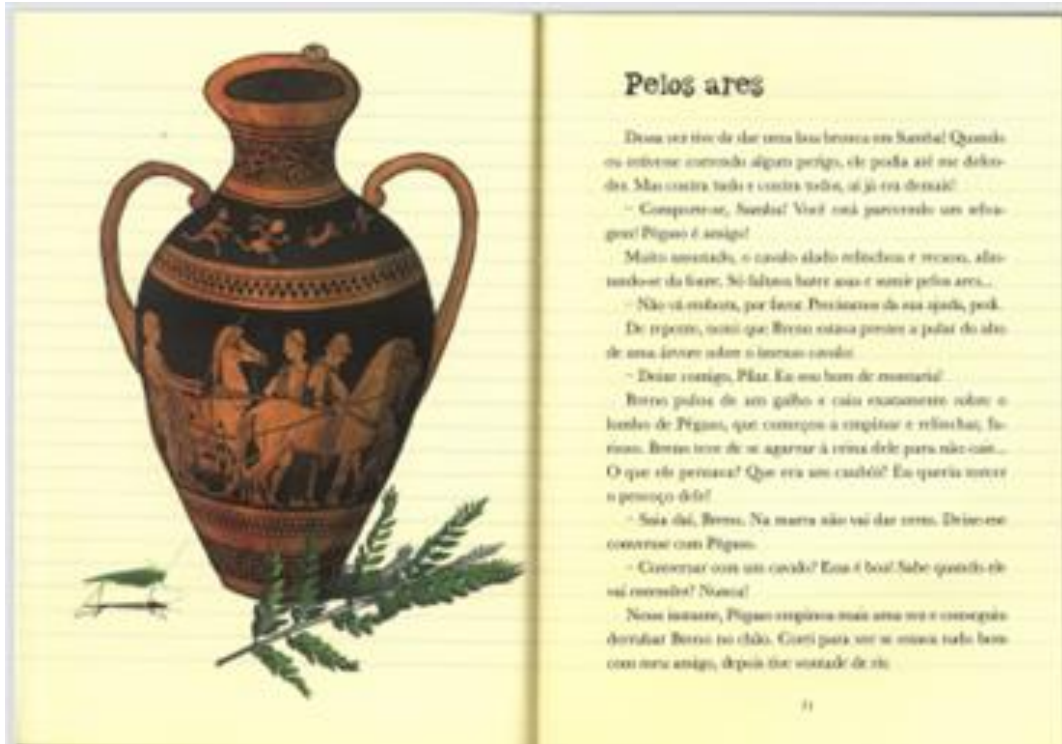 Pelos ares
Dessa vez tive de dar uma boa bronca em Samba! Quando
eu estivesse correndo algum perigo, ele podia até me defen-
der. Mas contra tudo e contra todos, aí já era demais!
– Comporte-se, Samba! Você está parecendo um selva-
gem! Pégaso é amigo!
Muito assustado, o cavalo alado relinchou e recuou, afas-
tando-se da fonte. Só faltava bater asas e sumir pelos ares...
– Não vá embora, por favor. Precisamos da sua ajuda, pedi.
De repente, notei que Breno estava prestes a pular do alto
de uma árvore sobre o imenso cavalo:
– Deixe comigo, Pilar. Eu sou bom de montaria!
Breno pulou de um galho e caiu exatamente sobre o
lombo de Pégaso, que começou a empinar e relinchar, fu-
rioso. Breno teve de se agarrar à crina dele para não cair...
O que ele pensava? Que era um caubói? Eu queria torcer
o pescoço dele!
– Saia daí, Breno. Na marra não vai dar certo. Deixe-me
conversar com Pégaso.
– Conversar com um cavalo? Essa é boa! Sabe quando ele
vai entender? Nunca!
Nesse instante, Pégaso empinou mais uma vez e conseguiu
derrubar Breno no chão. Corri para ver se estava tudo bem
com meu amigo, depois tive vontade de rir.